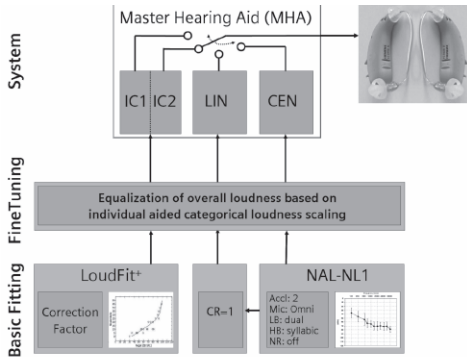 Master Hearing Aid (MHA)
IC1 IC2 LIN CEN
Equalization of overall loudness based on
individual aided categorical loudness scaling
LoudFit+
Correction
Factor
CR=1
NAL-NL1
Accl: 2
Mic: Omni
LB: dual
HB: syllabic
NR: off
System
FineTuning
Basic Fitting